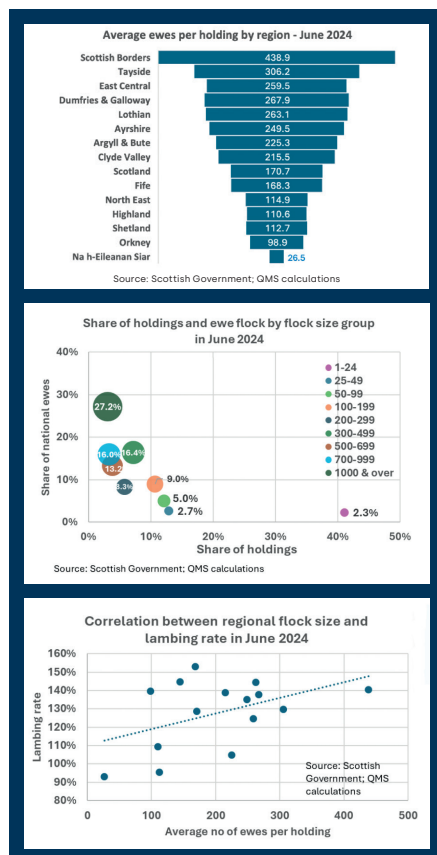 Average ewes per holding by region - June 2024
Scottish Borders 438.9
Tayside 306.2
East Central 259.5
Dumfries & Galloway 267.9
Lothian 263.1
Ayrshire 249.5
Argyll & Bute 225.3
Clyde Valley 215.5
Scotland 170.7
Fife 168.3
North East 114.9
Highland 110.6
Shetland 112.7
Orkney 98.9
Na h-Eileanan Siar 26.5
Source: Scottish Government; QMS calculations
Share of holdings and ewe flock by flock size group
in June 2024
Share of national ewes
40%
30%
20%
10%
0%
27.2%
16.0%
16.4%
13.2
8.3%
9.0%
5.0%
2.7%
2.3%
1-24
25-49
50-99
100-199
200-299
300-499
500-699
700-999
1000 & over
0% 10% 20% 30% 40% 50%
Share of holdings
Source: Scottish Government; QMS calculations
Correlation between regional flock size and
lambing rate in June 2024
Lambing rate
160%
150%
140%
130%
120%
110%
100%
90%
80%
Source: Scottish
Government; QMS
calculations
0 100 200 300 400 500
Average no of ewes per holding